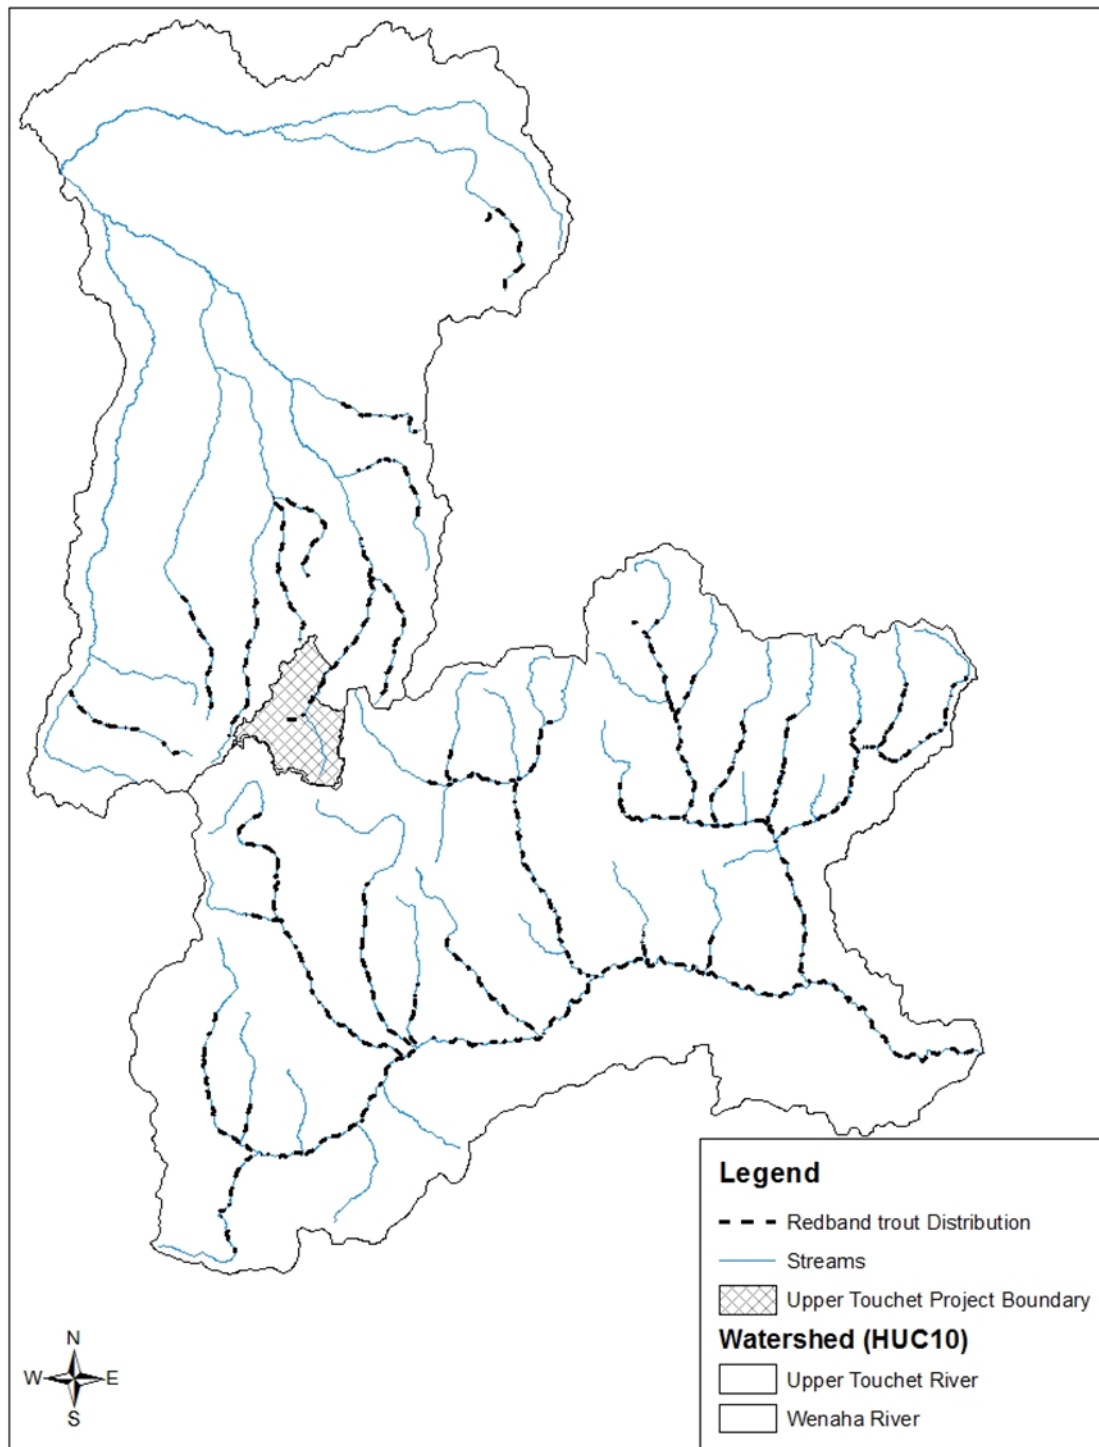 Legend
Redband trout Distribution
Streams
Upper Touchet Project Boundary
Watershed (HUC10)
Upper Touchet River
Wenaha River
N
W E
S